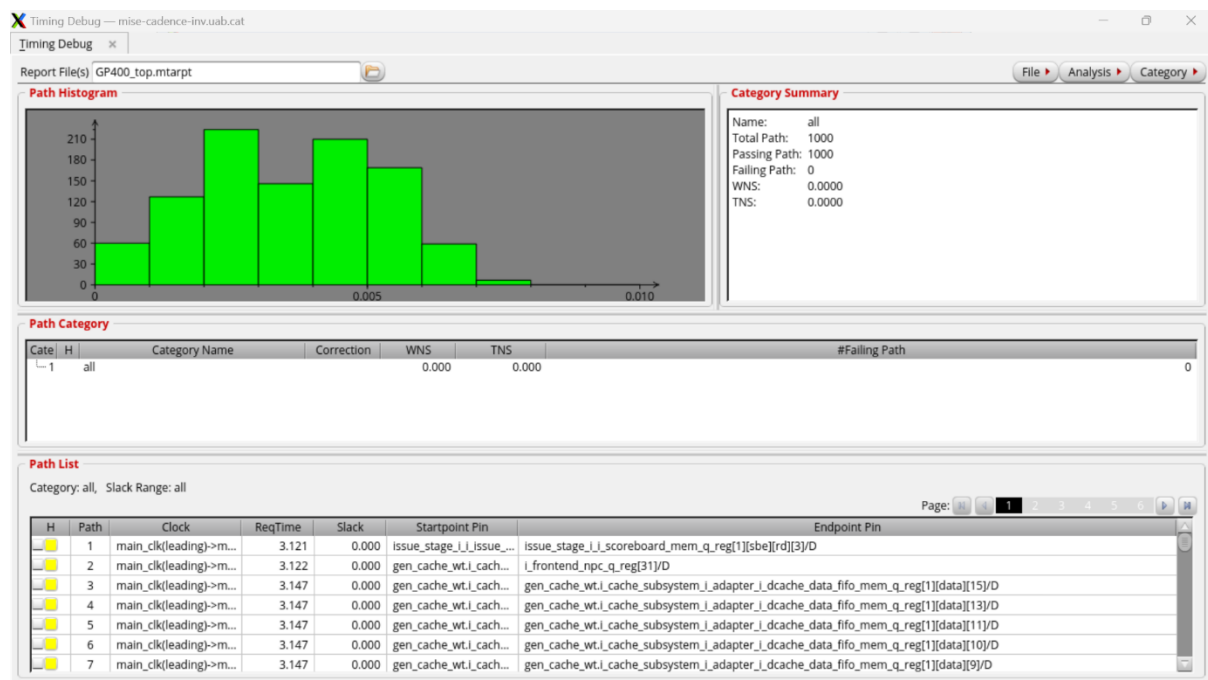 Timing Debug — mise-cadence-inv.uab.cat
Timing Debug ×
Report File(s) GP400_top.mtarpt File Analysis Category
Path Histogram
210
180
150
120
90
60
30
0
0 0.005 0.010
Category Summary
Name: all
Total Path: 1000
Passing Path: 1000
Failing Path: 0
WNS: 0.0000
TNS: 0.0000
Path Category
Cate H Category Name Correction WNS TNS #Failing Path
1 all 0.000 0.000 0
Path List
Category: all, Slack Range: all
Page: 1 2 3 4 5 6
H Path Clock ReqTime Slack Startpoint Pin Endpoint Pin
1 main_clk(leading)->m... 3.121 0.000 issue_stage_i_i_issue_... issue_stage_i_i_scoreboard_mem_q_reg[1][sbe][rd][3]/D
2 main_clk(leading)->m... 3.122 0.000 gen_cache_wt.i_cach... i_frontend_npc_q_reg[31]/D
3 main_clk(leading)->m... 3.147 0.000 gen_cache_wt.i_cach... gen_cache_wt.i_cache_subsystem_i_adapter_i_dcache_data_fifo_mem_q_reg[1][data][15]/D
4 main_clk(leading)->m... 3.147 0.000 gen_cache_wt.i_cach... gen_cache_wt.i_cache_subsystem_i_adapter_i_dcache_data_fifo_mem_q_reg[1][data][13]/D
5 main_clk(leading)->m... 3.147 0.000 gen_cache_wt.i_cach... gen_cache_wt.i_cache_subsystem_i_adapter_i_dcache_data_fifo_mem_q_reg[1][data][11]/D
6 main_clk(leading)->m... 3.147 0.000 gen_cache_wt.i_cach... gen_cache_wt.i_cache_subsystem_i_adapter_i_dcache_data_fifo_mem_q_reg[1][data][10]/D
7 main_clk(leading)->m... 3.147 0.000 gen_cache_wt.i_cach... gen_cache_wt.i_cache_subsystem_i_adapter_i_dcache_data_fifo_mem_q_reg[1][data][9]/D